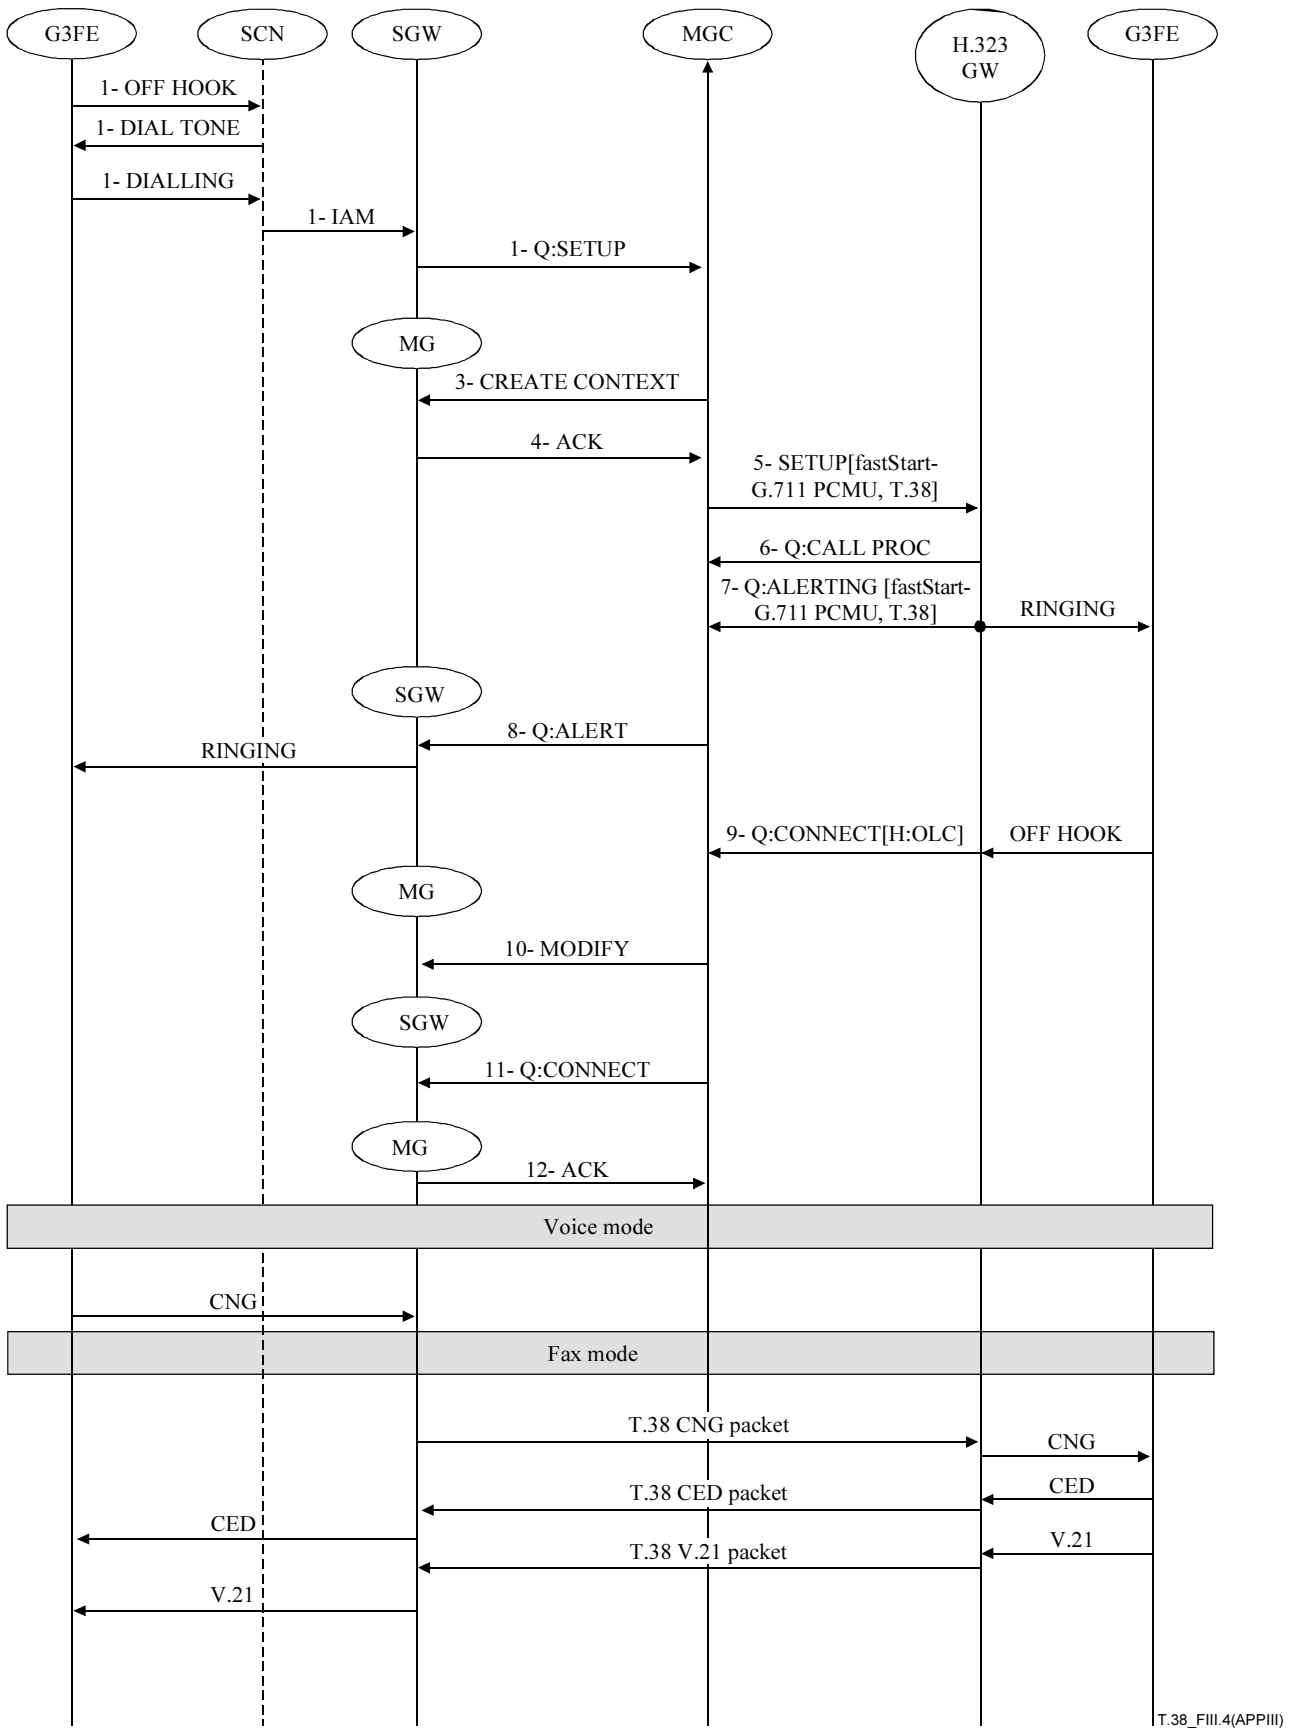 G3FE
SCN
SGW
MGC
H.323
GW
G3FE
1- OFF HOOK
1- DIAL TONE
1- DIALLING
1- IAM
1- Q:SETUP
MG
3- CREATE CONTEXT
4- ACK
5- SETUP[fastStart-
G.711 PCMU, T.38]
6- Q:CALL PROC
7- Q:ALERTING [fastStart-
G.711 PCMU, T.38]
RINGING
SGW
8- Q:ALERT
RINGING
9- Q:CONNECT[H:OLC]
OFF HOOK
MG
10- MODIFY
SGW
11- Q:CONNECT
MG
12- ACK
Voice mode
CNG
Fax mode
T.38 CNG packet
CNG
CED
T.38 CED packet
CED
V.21
T.38 V.21 packet
V.21
T.38_FIII.4(APPIII)